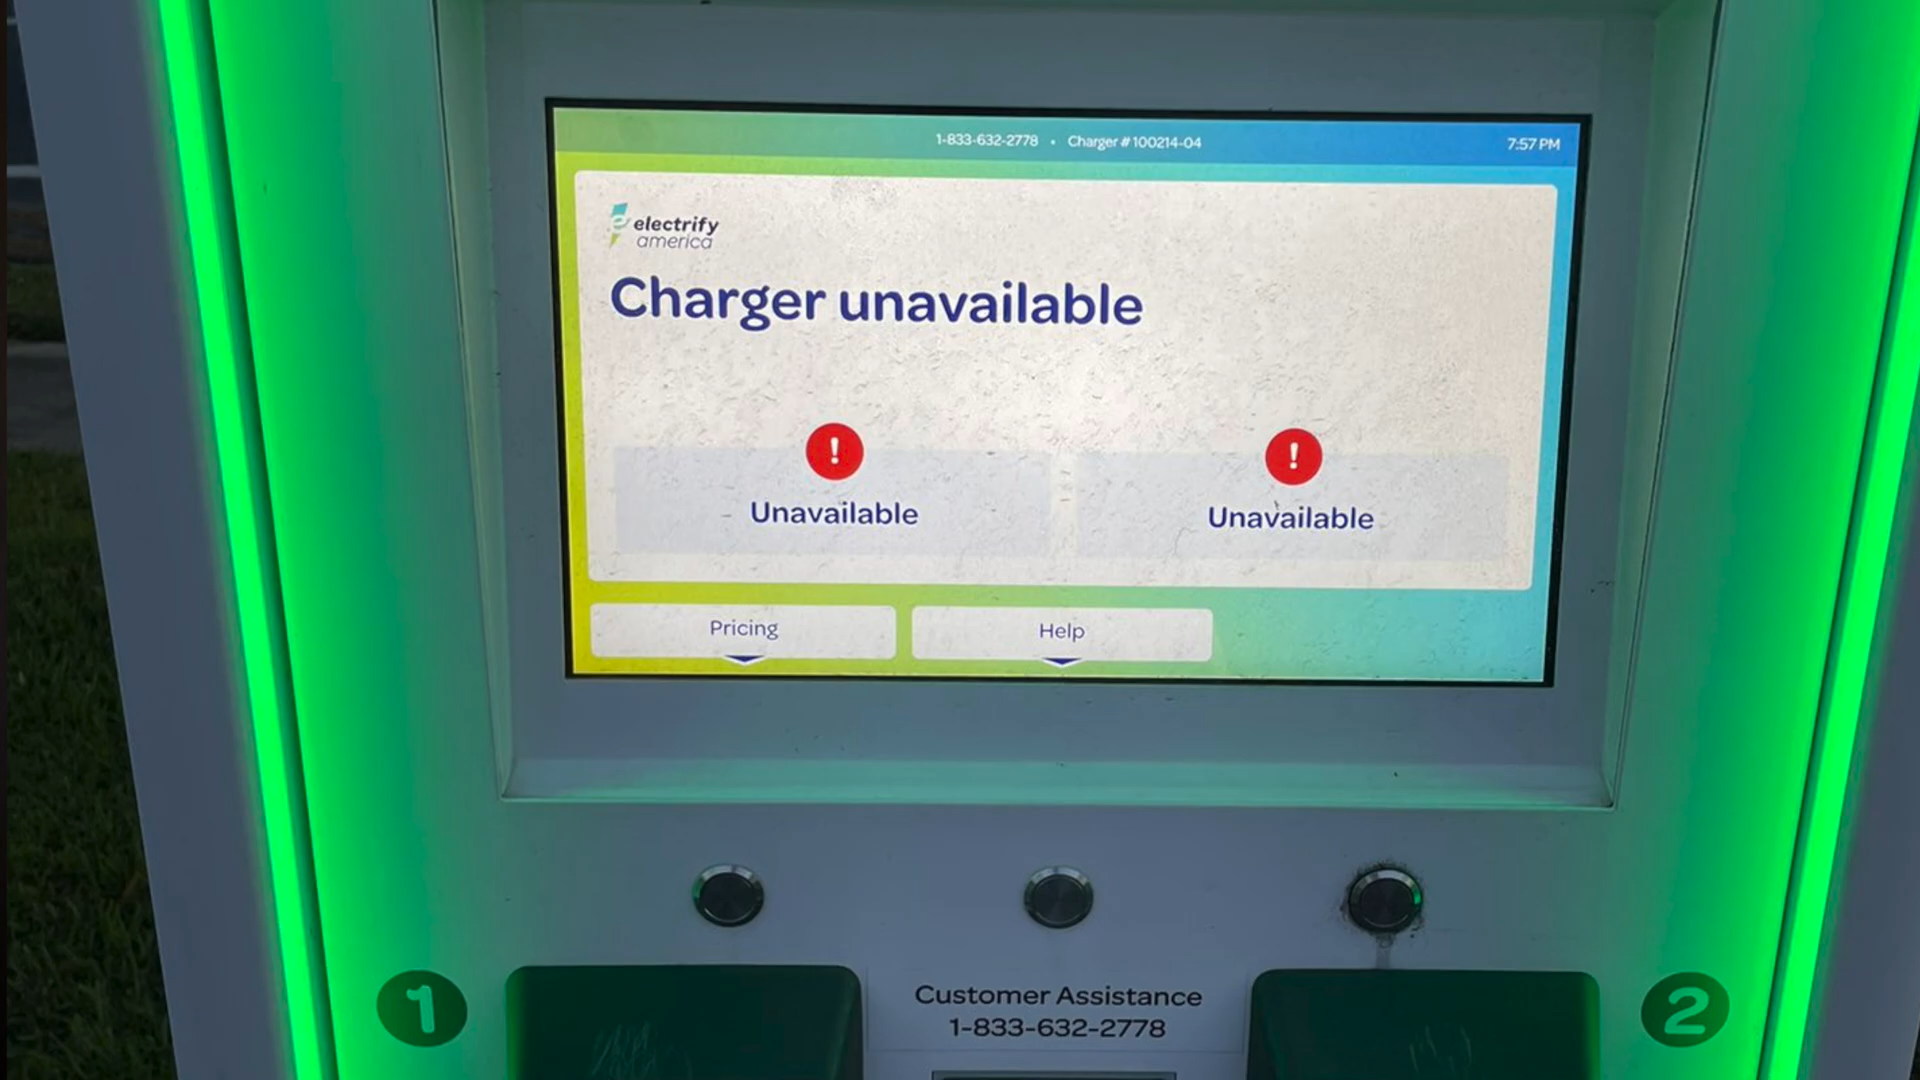 1-833-632-2778 • Charger # 100214-04
7:57 PM
electrify
america
Charger unavailable
!
!
Unavailable
Unavailable
Pricing
Help
1
Customer Assistance
1-833-632-2778
2